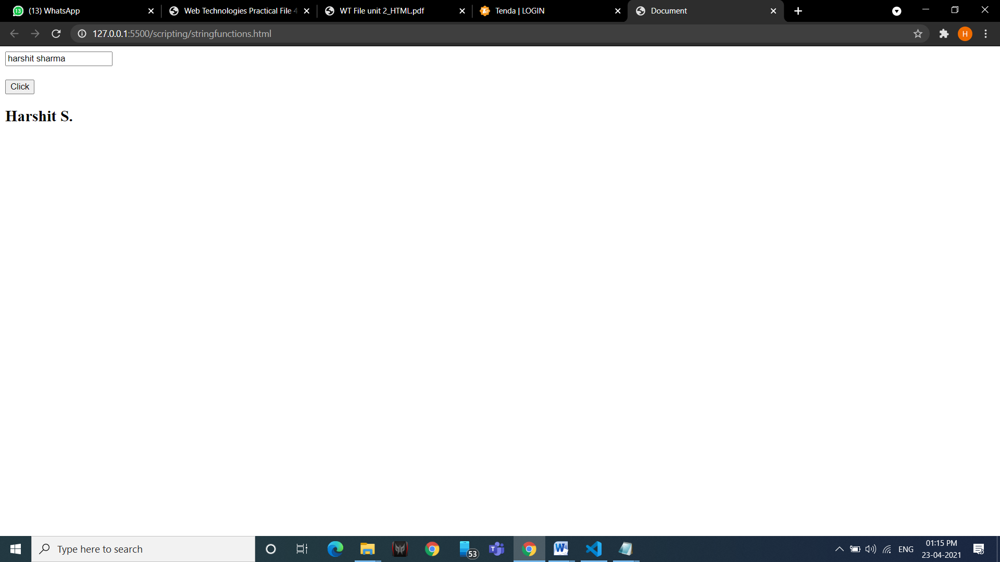 13 (13) WhatsApp
Web Technologies Practical File 4
WT File unit 2_HTML.pdf
Te Tenda | LOGIN
Document
127.0.0.1:5500/scripting/stringfunctions.html
H
harshit sharma
Click
Harshit S.
Type here to search
53
T
W
ENG
01:15 PM
23-04-2021